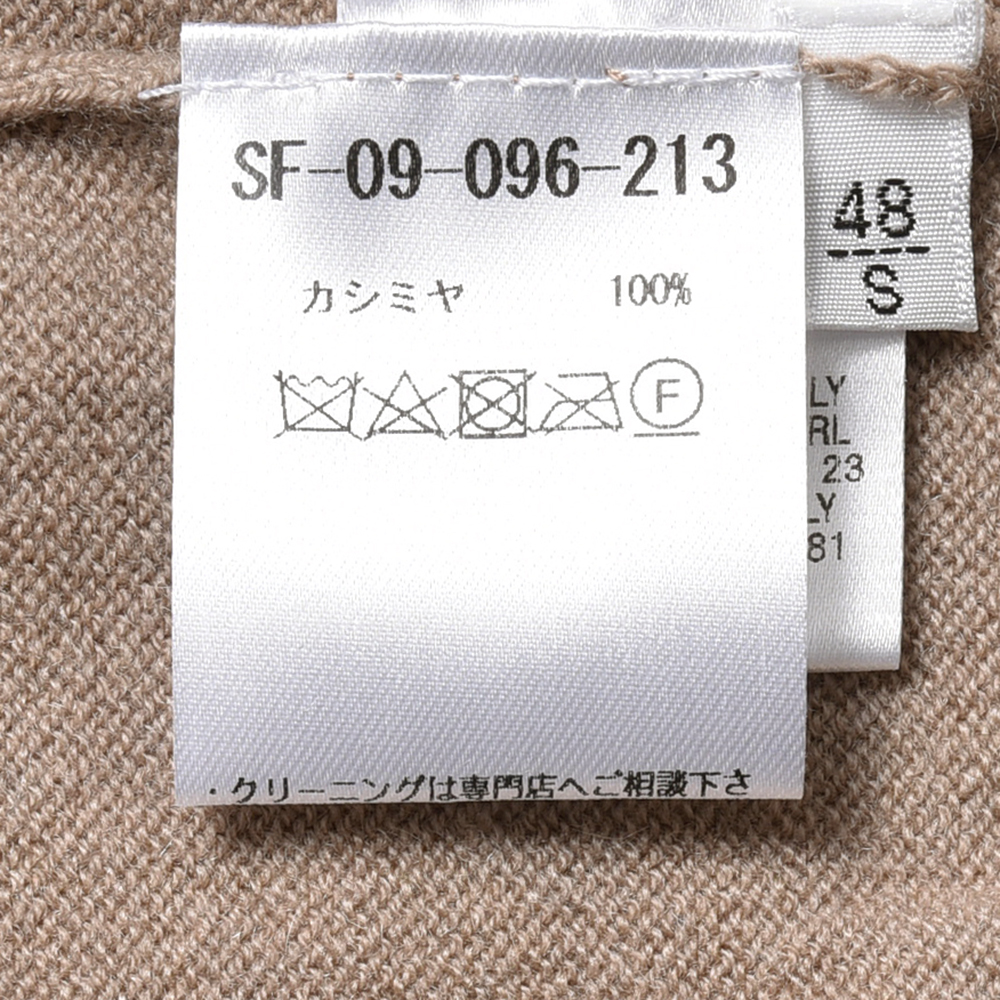 SF-09-096-213
カシミヤ 100%
F
・クリーニングは専門店へご相談下さ
48
S
LY
RL
23
LY
81